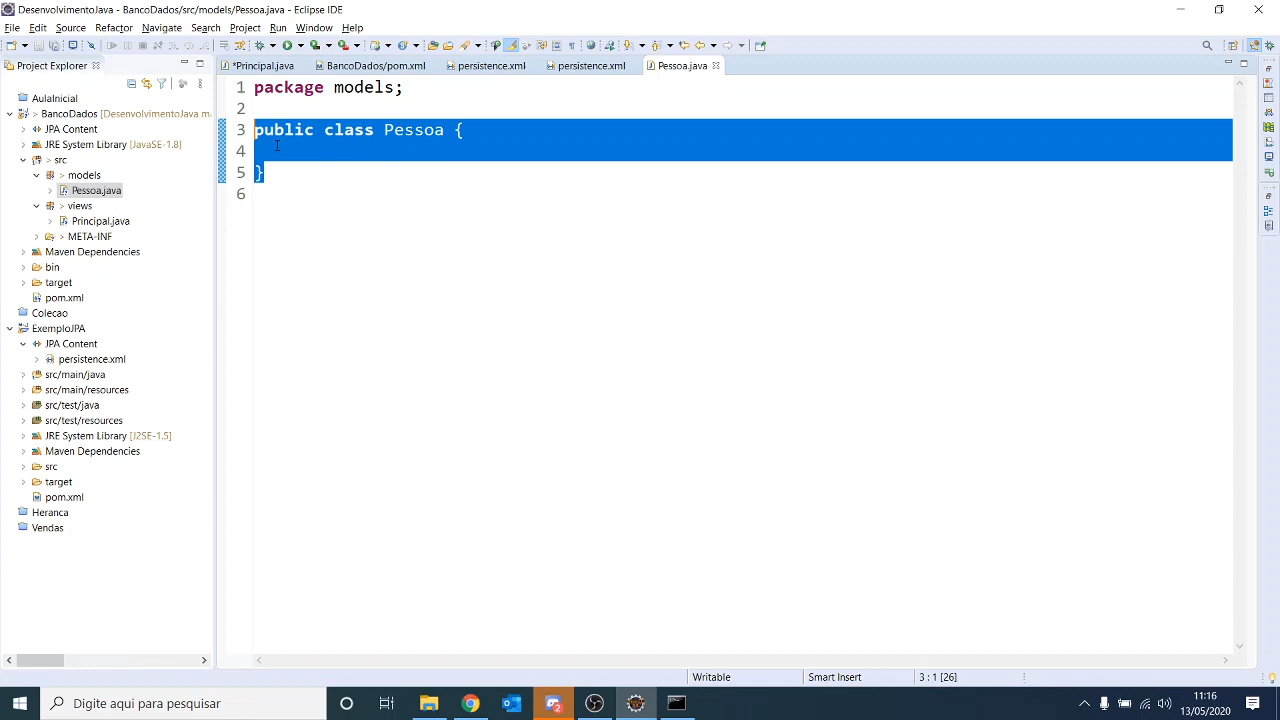 DesenvolvimentoJava - BancoDados/src/models/Pessoa.java - Eclipse IDE
File Edit Source Refactor Navigate Search Project Run Window Help
Project Explorer
*Principal.java
BancoDados/pom.xml
persistence.xml
persistence.xml
Pessoa.java
AulaInicial
> BancoDados [DesenvolvimentoJava m
JPA Content
JRE System Library [JavaSE-1.8]
> src
> models
Pessoa.java
> views
Principal.java
> META-INF
Maven Dependencies
bin
target
pom.xml
Colecao
ExemploJPA
JPA Content
persistence.xml
src/main/java
src/main/resources
src/test/java
src/test/resources
JRE System Library [J2SE-1.5]
Maven Dependencies
src
target
pom.xml
Heranca
Vendas
1 package models;
2
3 public class Pessoa {
4
5 }
6
Writable
Smart Insert
3 : 1 [26]
Digite aqui para pesquisar
11:16
13/05/2020